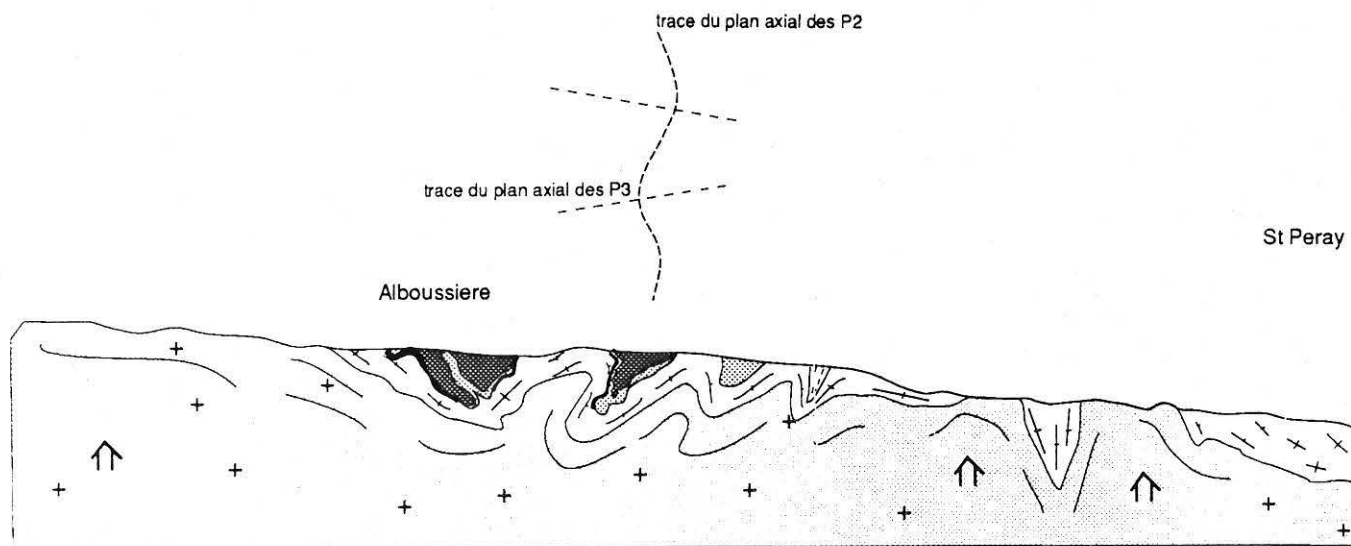 trace du plan axial des P2
trace du plan axial des P3
St Peray
Alboussiere